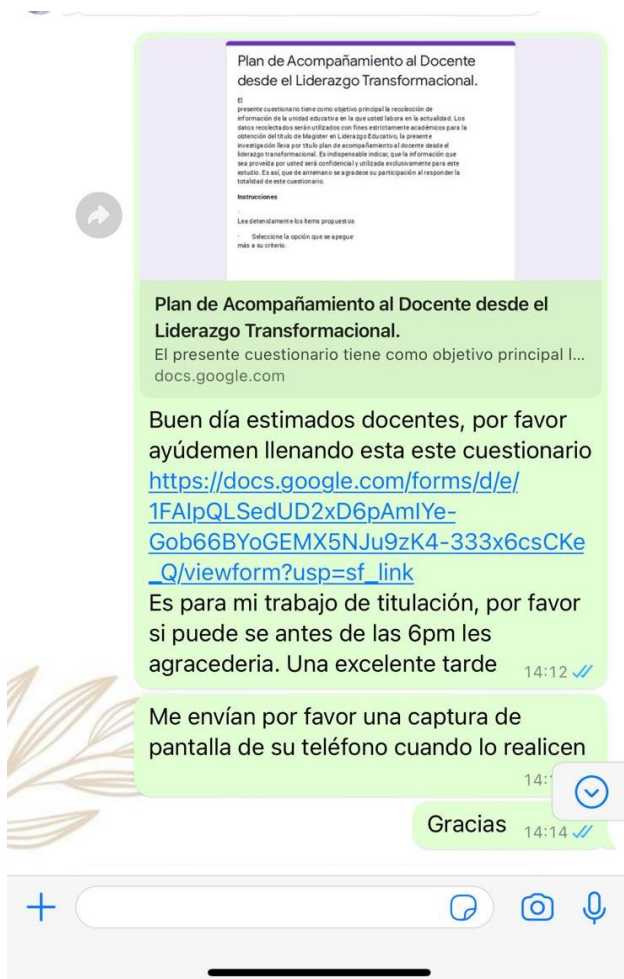 Plan de Acompañamiento al Docente
desde el Liderazgo Transformacional.
El
presente cuestionario tiene como objetivo principal la recolección de
información de la unidad educativa en la que usted labora en la actualidad. Los
datos recolectados serán utilizados con fines estrictamente académicos para la
obtención del título de Magister en Liderazgo Educativo, la presente
investigación lleva por titulo plan de acompañamiento al docente desde el
liderazgo transformacional. Es indispensable indicar, que la información que
sea proveída por usted será confidencial y utilizada exclusivamente para este
estudio. Es así, que de antemano se agradece su participación al responder la
totalidad de este cuestionario.
Instrucciones
·
Lea detenidamente los ítems propuestos
· Seleccione la opción que se apegue
más a su criterio.
Plan de Acompañamiento al Docente desde el
Liderazgo Transformacional.
El presente cuestionario tiene como objetivo principal l...
docs.google.com
Buen día estimados docentes, por favor
ayúdemen llenando esta este cuestionario
https://docs.google.com/forms/d/e/
1FAIpQLSedUD2xD6pAmIYe-
Gob66BYoGEMX5NJu9zK4-333x6csCKe
_Q/viewform?usp=sf_link
Es para mi trabajo de titulación, por favor
si puede se antes de las 6pm les
agracederia. Una excelente tarde 14:12
Me envían por favor una captura de
pantalla de su teléfono cuando lo realicen
14:
Gracias 14:14